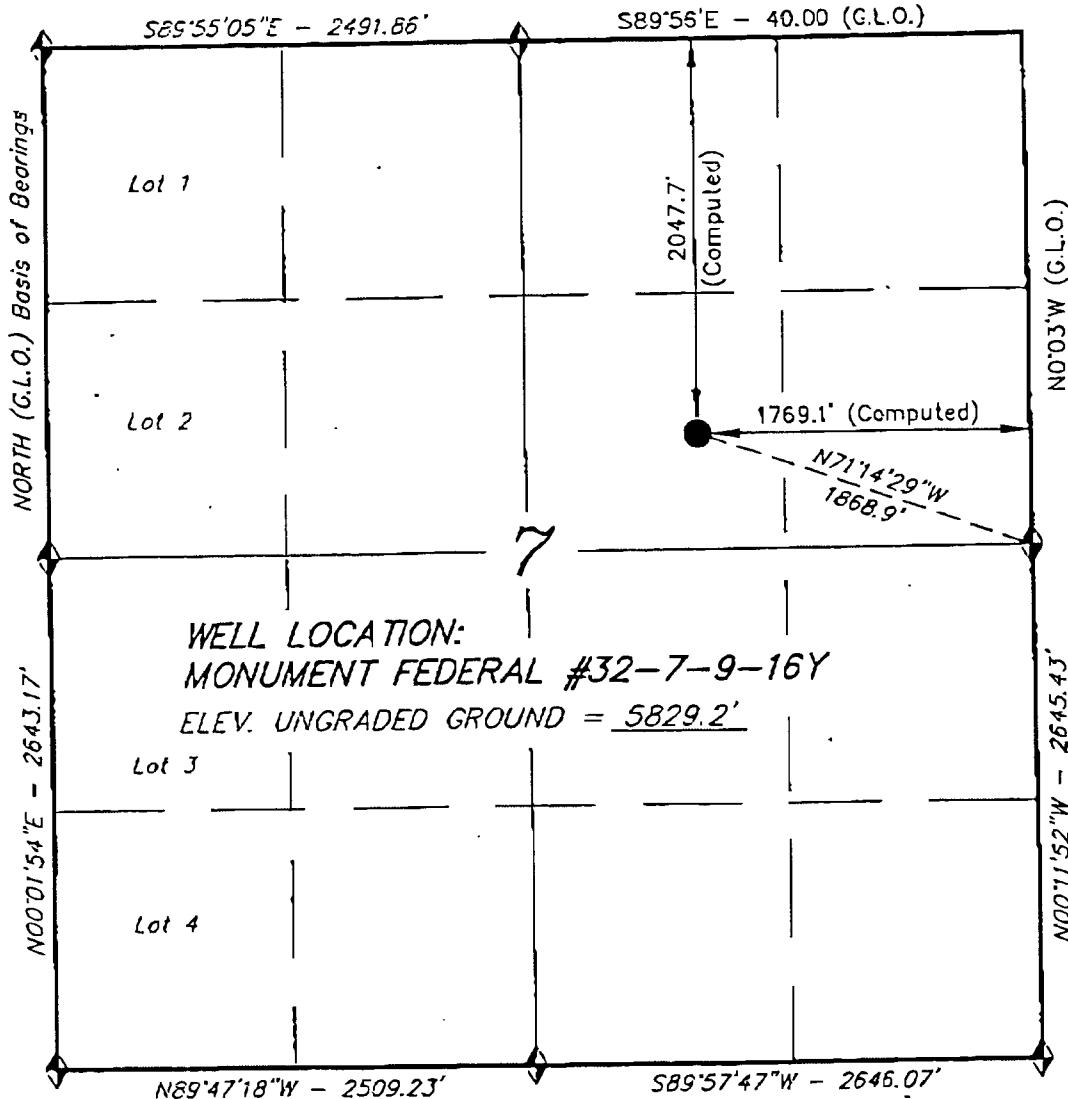 S89°55'05"E - 2491.86'
S89°56'E - 40.00 (G.L.O.)
NORTH (G.L.O.) Basis of Bearings
Lot 1
2047.7'
(Computed)
N0°03'W (G.L.O.)
Lot 2
1769.1' (Computed)
N71°14'29"W
1868.9'
7
WELL LOCATION:
MONUMENT FEDERAL #32-7-9-16Y
ELEV. UNGRADED GROUND = 5829.2'
N00°01'54"E - 2643.17'
Lot 3
N00°11'52"W - 2645.43'
Lot 4
N89°47'18"W - 2509.23'
S89°57'47"W - 2646.07'